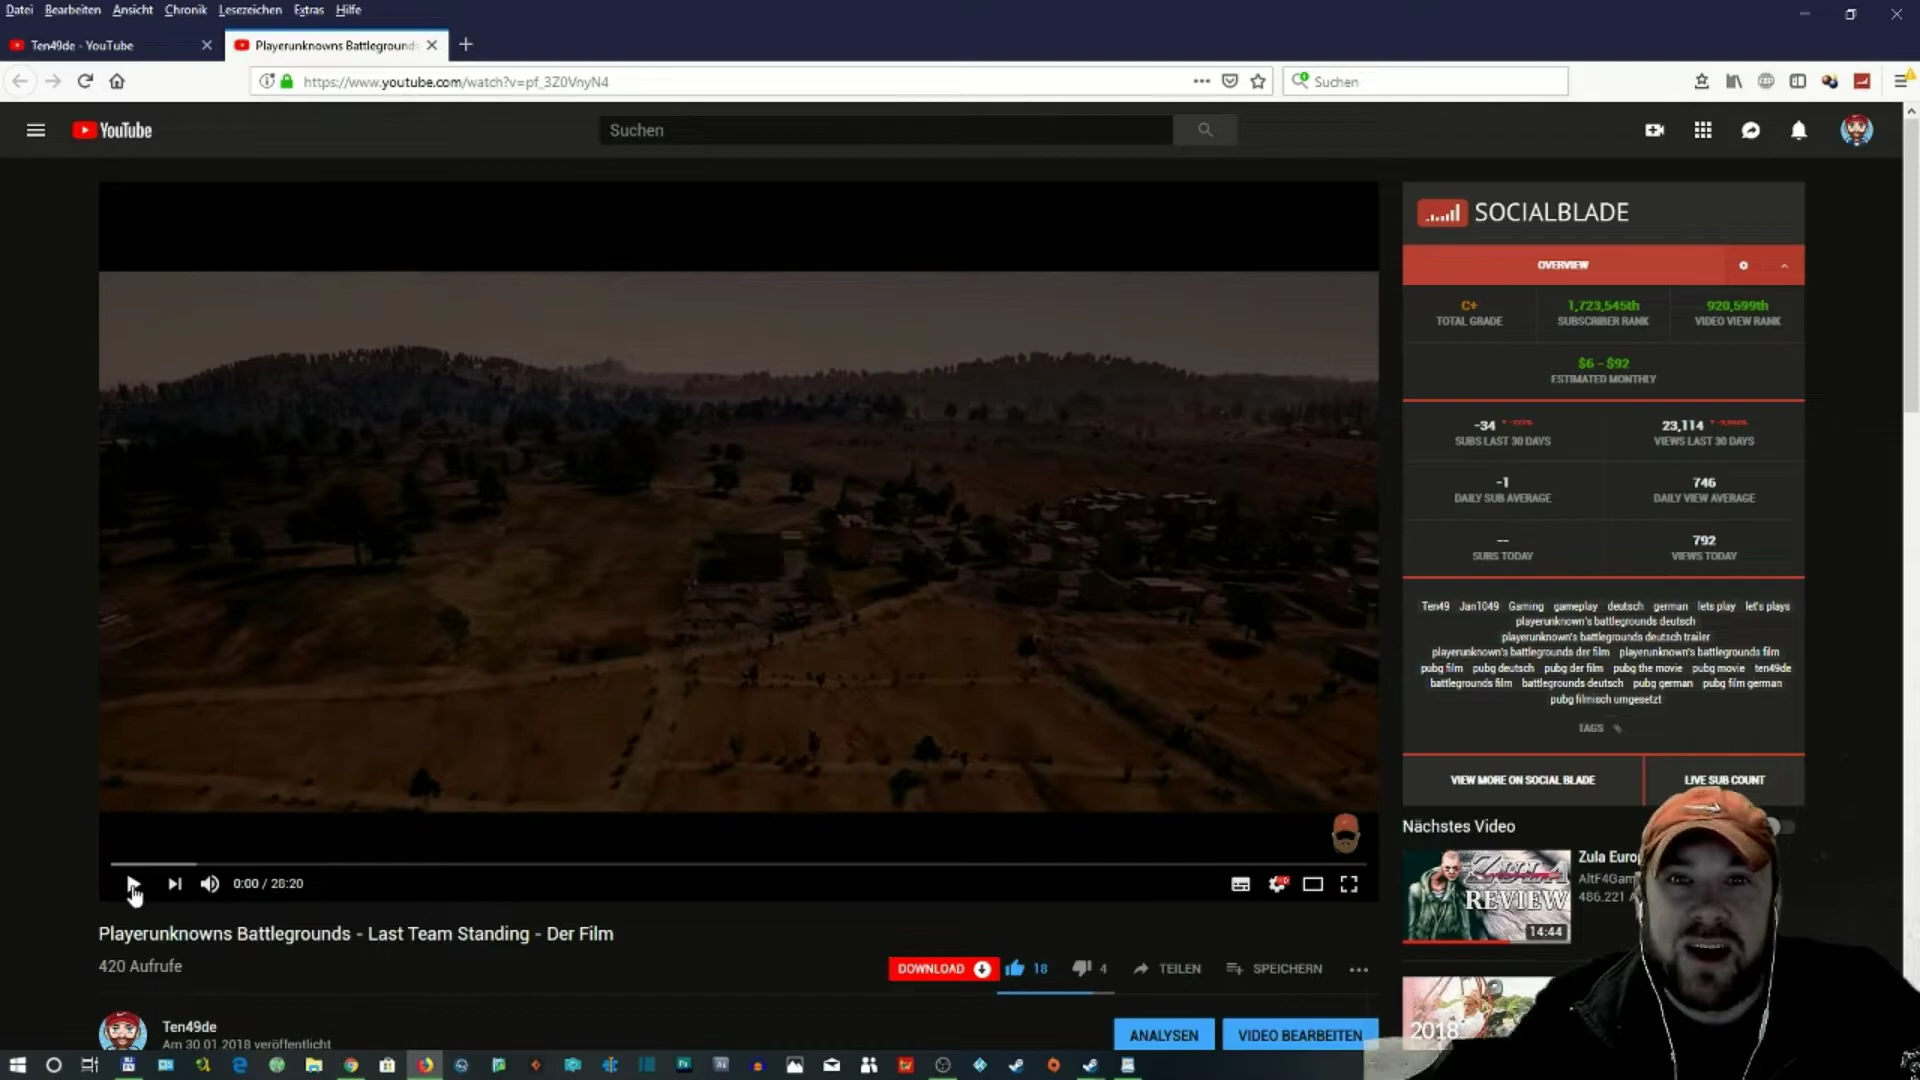 Datei Bearbeiten Ansicht Chronik Lesezeichen Extras Hilfe
Ten49de - YouTube
Playerunknowns Battlegrounds
https://www.youtube.com/watch?v=pf_3Z0VnyN4
Suchen
YouTube
Suchen
SOCIALBLADE
OVERVIEW
C+ 1,723,545th 920,599th
TOTAL GRADE SUBSCRIBER RANK VIDEO VIEW RANK
$6 - $92
ESTIMATED MONTHLY
-34 23,114
SUBS LAST 30 DAYS VIEWS LAST 30 DAYS
-1 746
DAILY SUB AVERAGE DAILY VIEW AVERAGE
-- 792
SUBS TODAY VIEWS TODAY
Ten49 Jan1049 Gaming gameplay deutsch german lets play let's plays
playerunknown's battlegrounds deutsch
playerunknown's battlegrounds deutsch trailer
playerunknown's battlegrounds der film playerunknown's battlegrounds film
pubg film pubg deutsch pubg der film pubg the movie pubg movie ten49de
battlegrounds film battlegrounds deutsch pubg german pubg film german
pubg filmisch umgesetzt
TAGS
VIEW MORE ON SOCIAL BLADE LIVE SUB COUNT
Nächstes Video
Zula Euro
AltF4Gam
486.221 A
ZULA
REVIEW
14:44
2018
0:00 / 28:20
Playerunknowns Battlegrounds - Last Team Standing - Der Film
420 Aufrufe
DOWNLOAD 18 4 TEILEN SPEICHERN
Ten49de
Am 30.01.2018 veröffentlicht
ANALYSEN VIDEO BEARBEITEN